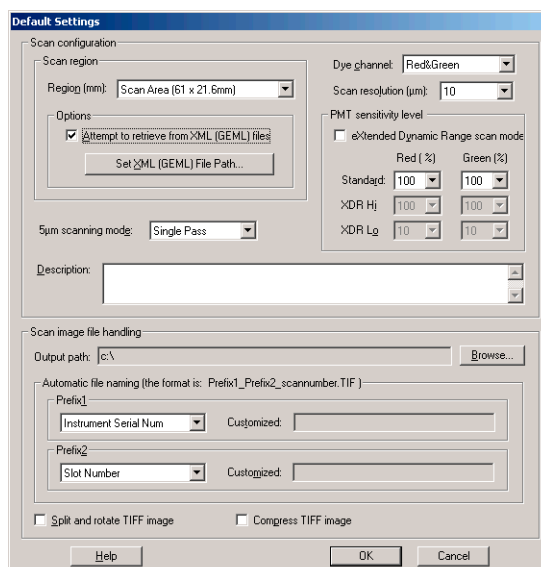 Default Settings
Scan configuration
Scan region
Region (mm): Scan Area (61 x 21.6mm)
Options
Attempt to retrieve from XML (GEML) files
Set XML (GEML) File Path...
5µm scanning mode: Single Pass
Dye channel: Red&Green
Scan resolution (µm): 10
PMT sensitivity level
eXtended Dynamic Range scan mode
Red ( %) Green (%)
Standard: 100 100
XDR Hi 100 100
XDR Lo 10 10
Description:
Scan image file handling
Output path: c:\ Browse...
Automatic file naming (the format is: Prefix1_Prefix2_scannumber.TIF )
Prefix1
Instrument Serial Num Customized:
Prefix2
Slot Number Customized:
Split and rotate TIFF image Compress TIFF image
Help OK Cancel